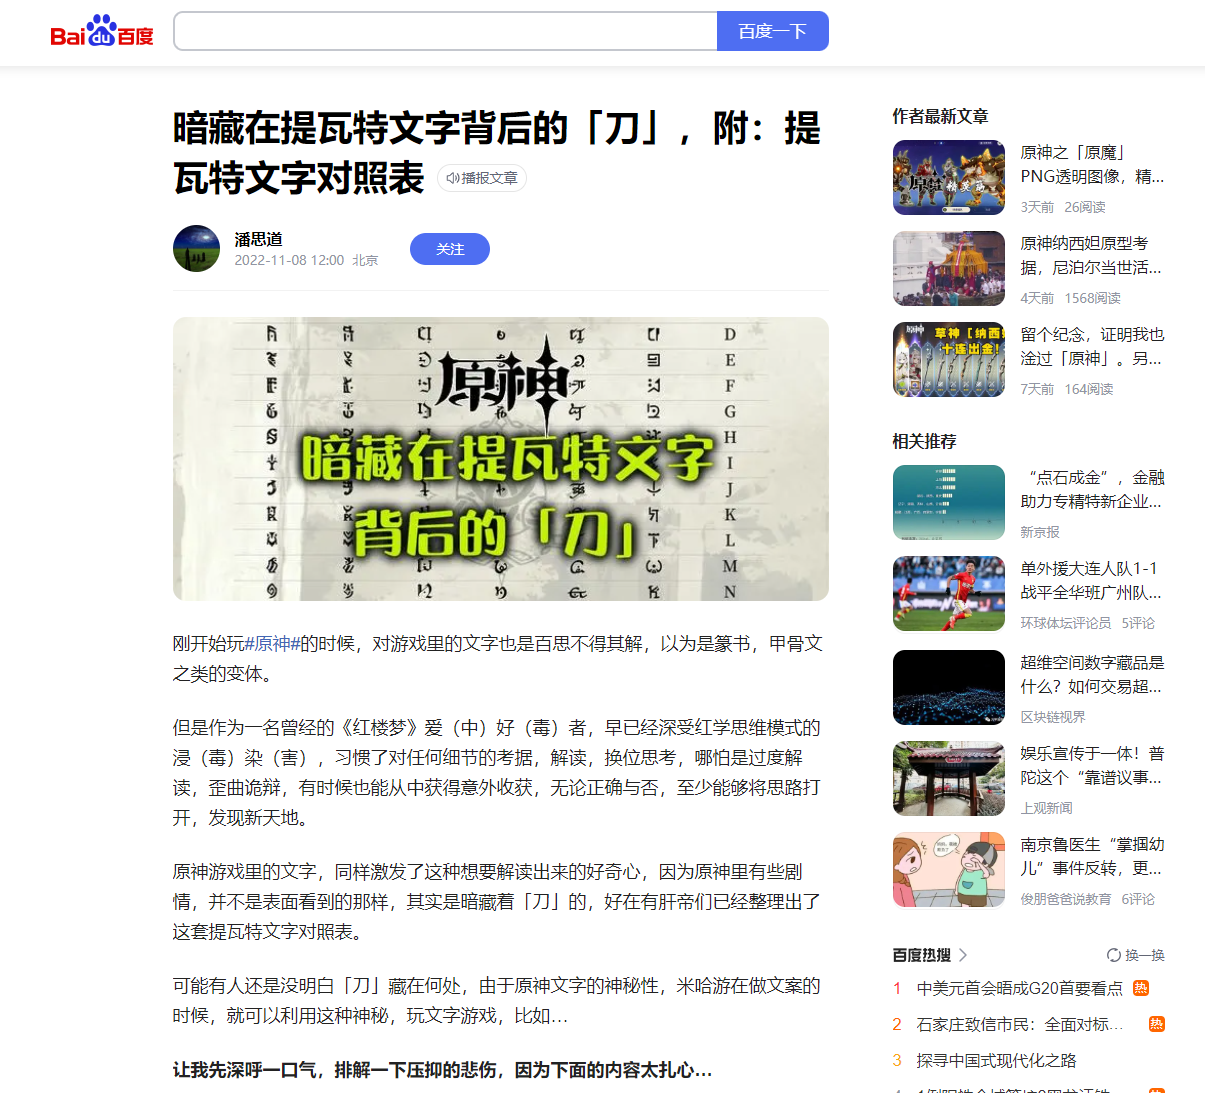 Bai du 百度
百度一下
暗藏在提瓦特文字背后的「刀」，附：提
瓦特文字对照表
播报文章
潘思道
2022-11-08 12:00 北京
关注
原神
暗藏在提瓦特文字
背后的「刀」
D
E
F
G
H
I
J
K
L
M
N
刚开始玩#原神#的时候，对游戏里的文字也是百思不得其解，以为是篆书，甲骨文
之类的变体。
但是作为一名曾经的《红楼梦》爱（中）好（毒）者，早已经深受红学思维模式的
浸（毒）染（害），习惯了对任何细节的考据，解读，换位思考，哪怕是过度解
读，歪曲诡辩，有时候也能从中获得意外收获，无论正确与否，至少能够将思路打
开，发现新天地。
原神游戏里的文字，同样激发了这种想要解读出来的好奇心，因为原神里有些剧
情，并不是表面看到的那样，其实是暗藏着「刀」的，好在有肝帝们已经整理出了
这套提瓦特文字对照表。
可能有人还是没明白「刀」藏在何处，由于原神文字的神秘性，米哈游在做文案的
时候，就可以利用这种神秘，玩文字游戏，比如...
让我先深呼一口气，排解一下压抑的悲伤，因为下面的内容太扎心...
作者最新文章
原神之「原魔」
PNG透明图像，精...
3天前 26阅读
原神纳西妲原型考
据，尼泊尔当世活...
4天前 1568阅读
留个纪念，证明我也
淦过「原神」。另...
7天前 164阅读
相关推荐
“点石成金”，金融
助力专精特新企业...
新京报
单外援大连人队1-1
战平全华班广州队...
环球体坛评论员 5评论
超维空间数字藏品是
什么？如何交易超...
区块链视界
娱乐宣传于一体！普
陀这个“靠谱议事...
上观新闻
南京鲁医生“掌掴幼
儿”事件反转，更...
俊朋爸爸说教育 6评论
百度热搜
换一换
1 中美元首会晤成G20首要看点 热
2 石家庄致信市民：全面对标... 热
3 探寻中国式现代化之路